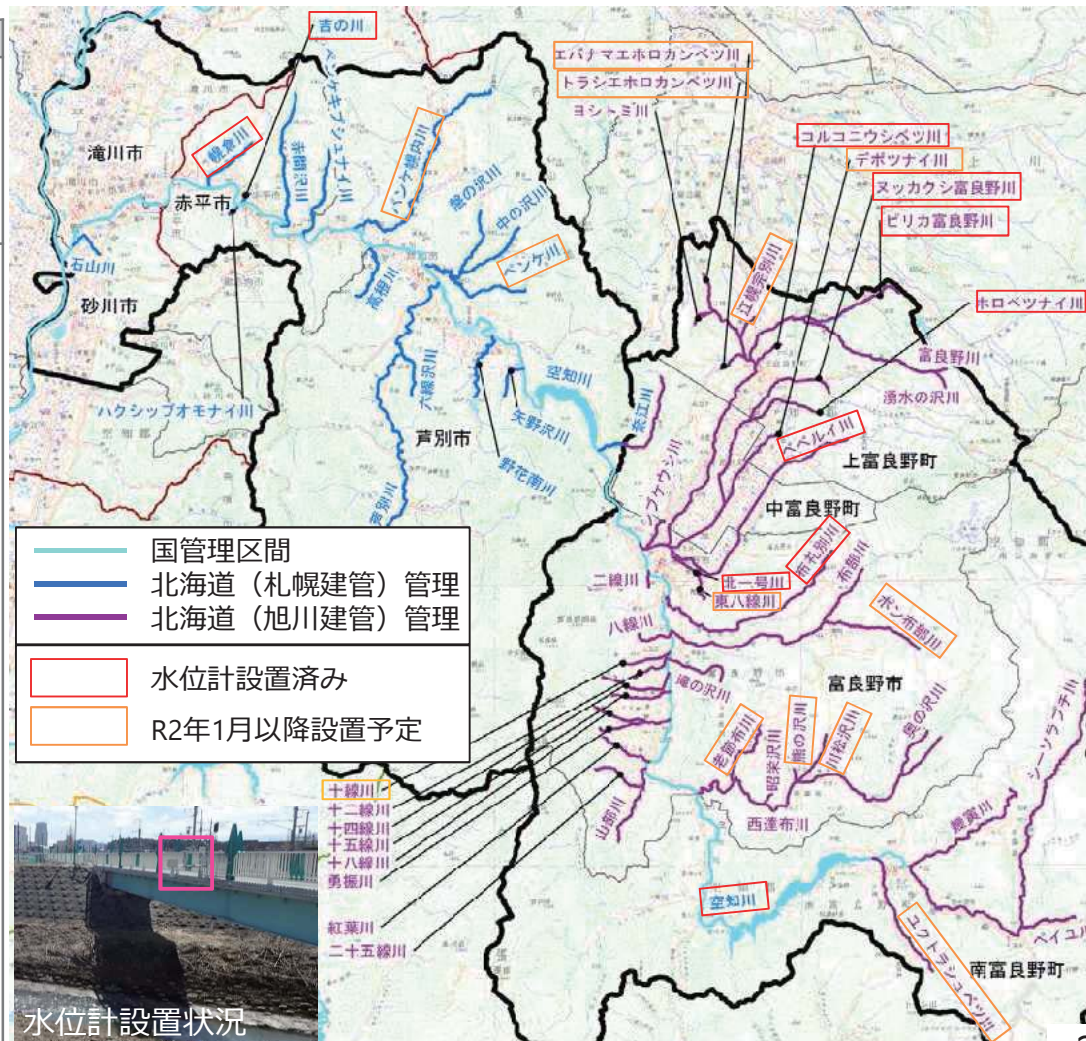 吉の川
エバナマエホロカンベツ川
トラシエホロカンベツ川
ヨシトミ川
コルコニウシベツ川
デボツナイ川
ヌッカクシ富良野川
ピリカ富良野川
ホロベツナイ川
滝川市
幌倉川
赤間沢川
ペンケキプシュナイ川
パンケ幌内川
赤平市
盤の沢川
中の沢川
ペンケ川
石山川
砂川市
高根川
江幌完別川
富良野川
湧水の沢川
ハクシップオモナイ川
六線沢川
空知川
矢野沢川
芦別市
野花南川
芦別川
奈江川
シブケウシ川
ベベルイ川
上富良野町
中富良野町
国管理区間
北海道（札幌建管）管理
北海道（旭川建管）管理
水位計設置済み
R2年1月以降設置予定
二線川
北一号川
東八線川
布札別川
布部川
八線川
ポン布部川
滝の沢川
富良野市
老節布川
昭栄沢川
熊の沢川
川松沢川
奥の沢川
シーソラプチ川
十線川
十二線川
十四線川
十五線川
十八線川
勇振川
紅葉川
二十五線川
山部川
西達布川
空知川
ユクトラシュベツ川
南富良野町
水位計設置状況